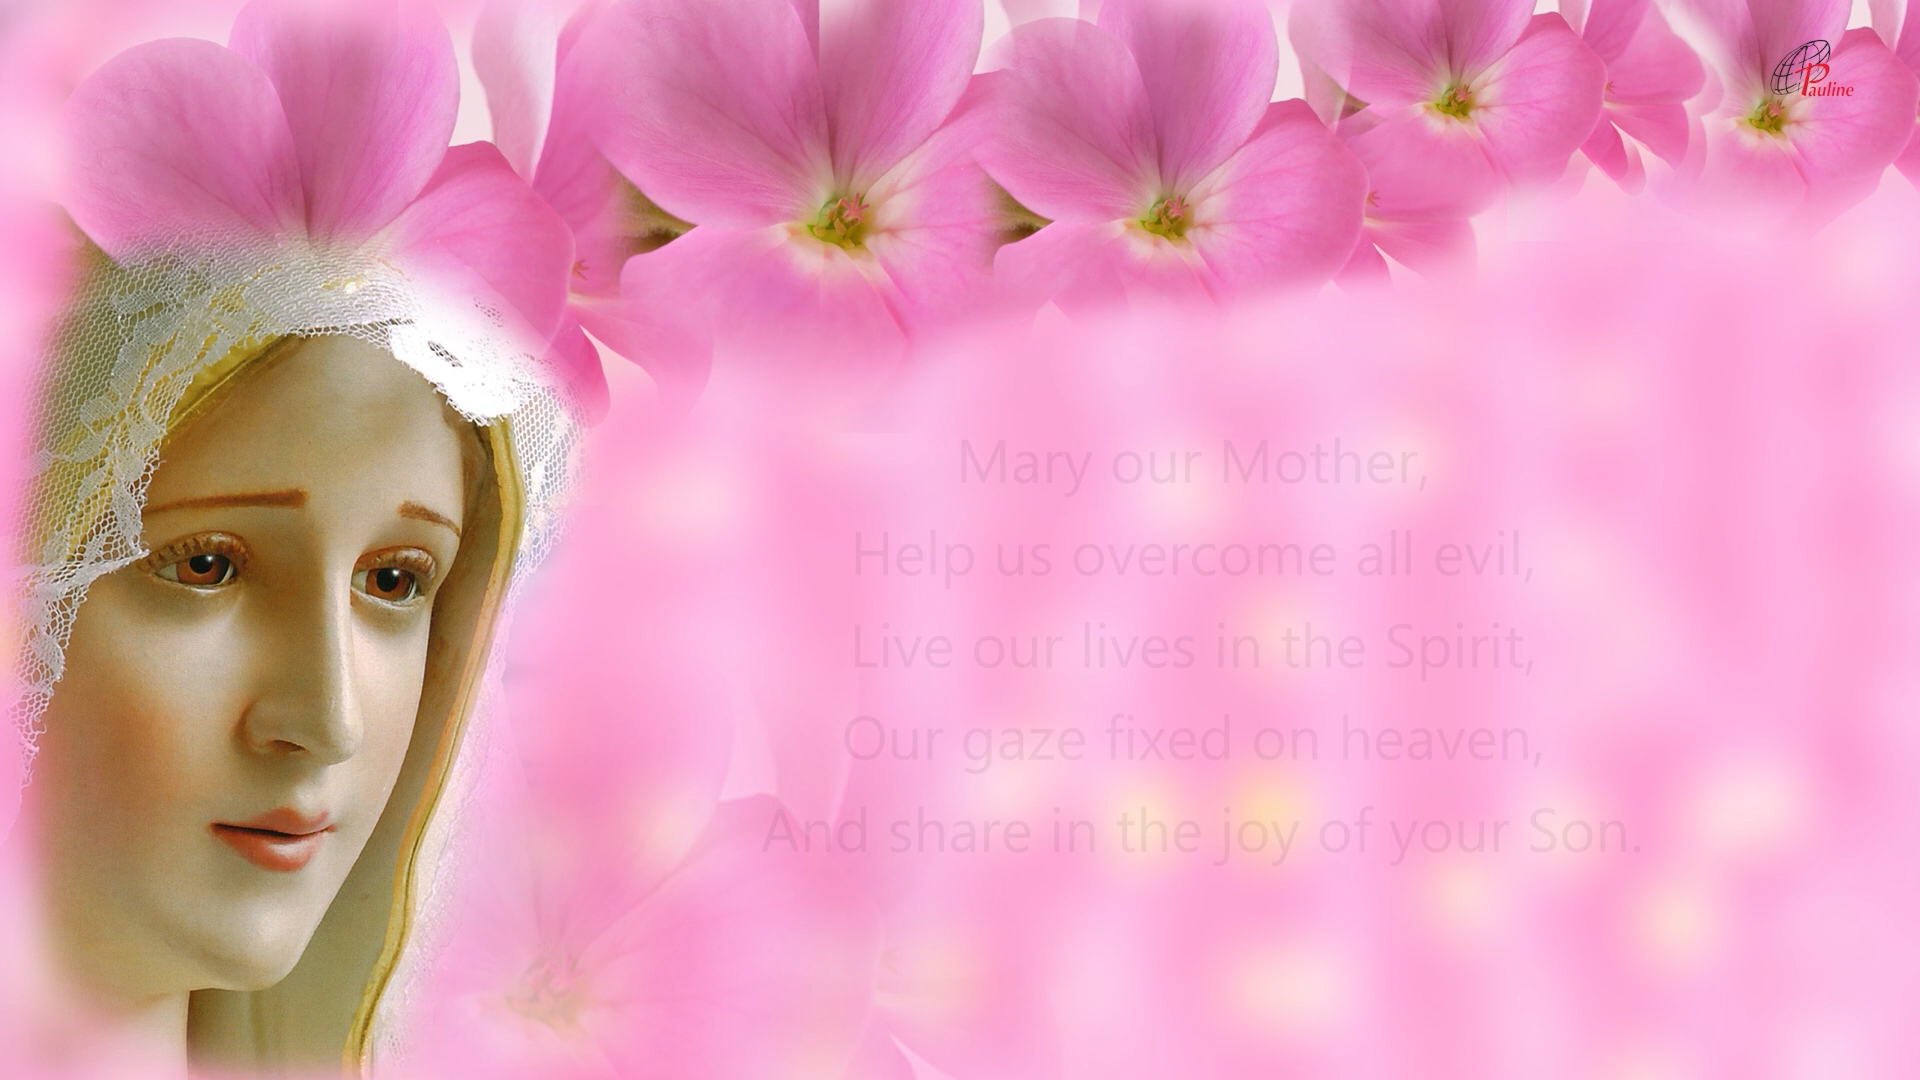 Pauline
Mary our Mother,
Help us overcome all evil,
Live our lives in the Spirit,
Our gaze fixed on heaven,
And share in the joy of your Son.